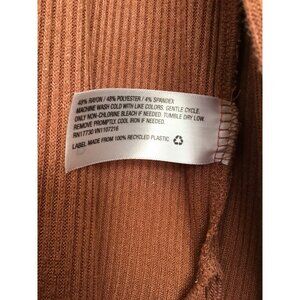 48% RAYON / 48% POLYESTER / 4% SPANDEX
MACHINE WASH COLD WITH LIKE COLORS. GENTLE CYCLE.
ONLY NON-CHLORINE BLEACH IF NEEDED. TUMBLE DRY LOW.
REMOVE PROMPTLY. COOL IRON IF NEEDED.
RN17730 VN1107216
LABEL MADE FROM 100% RECYCLED PLASTIC